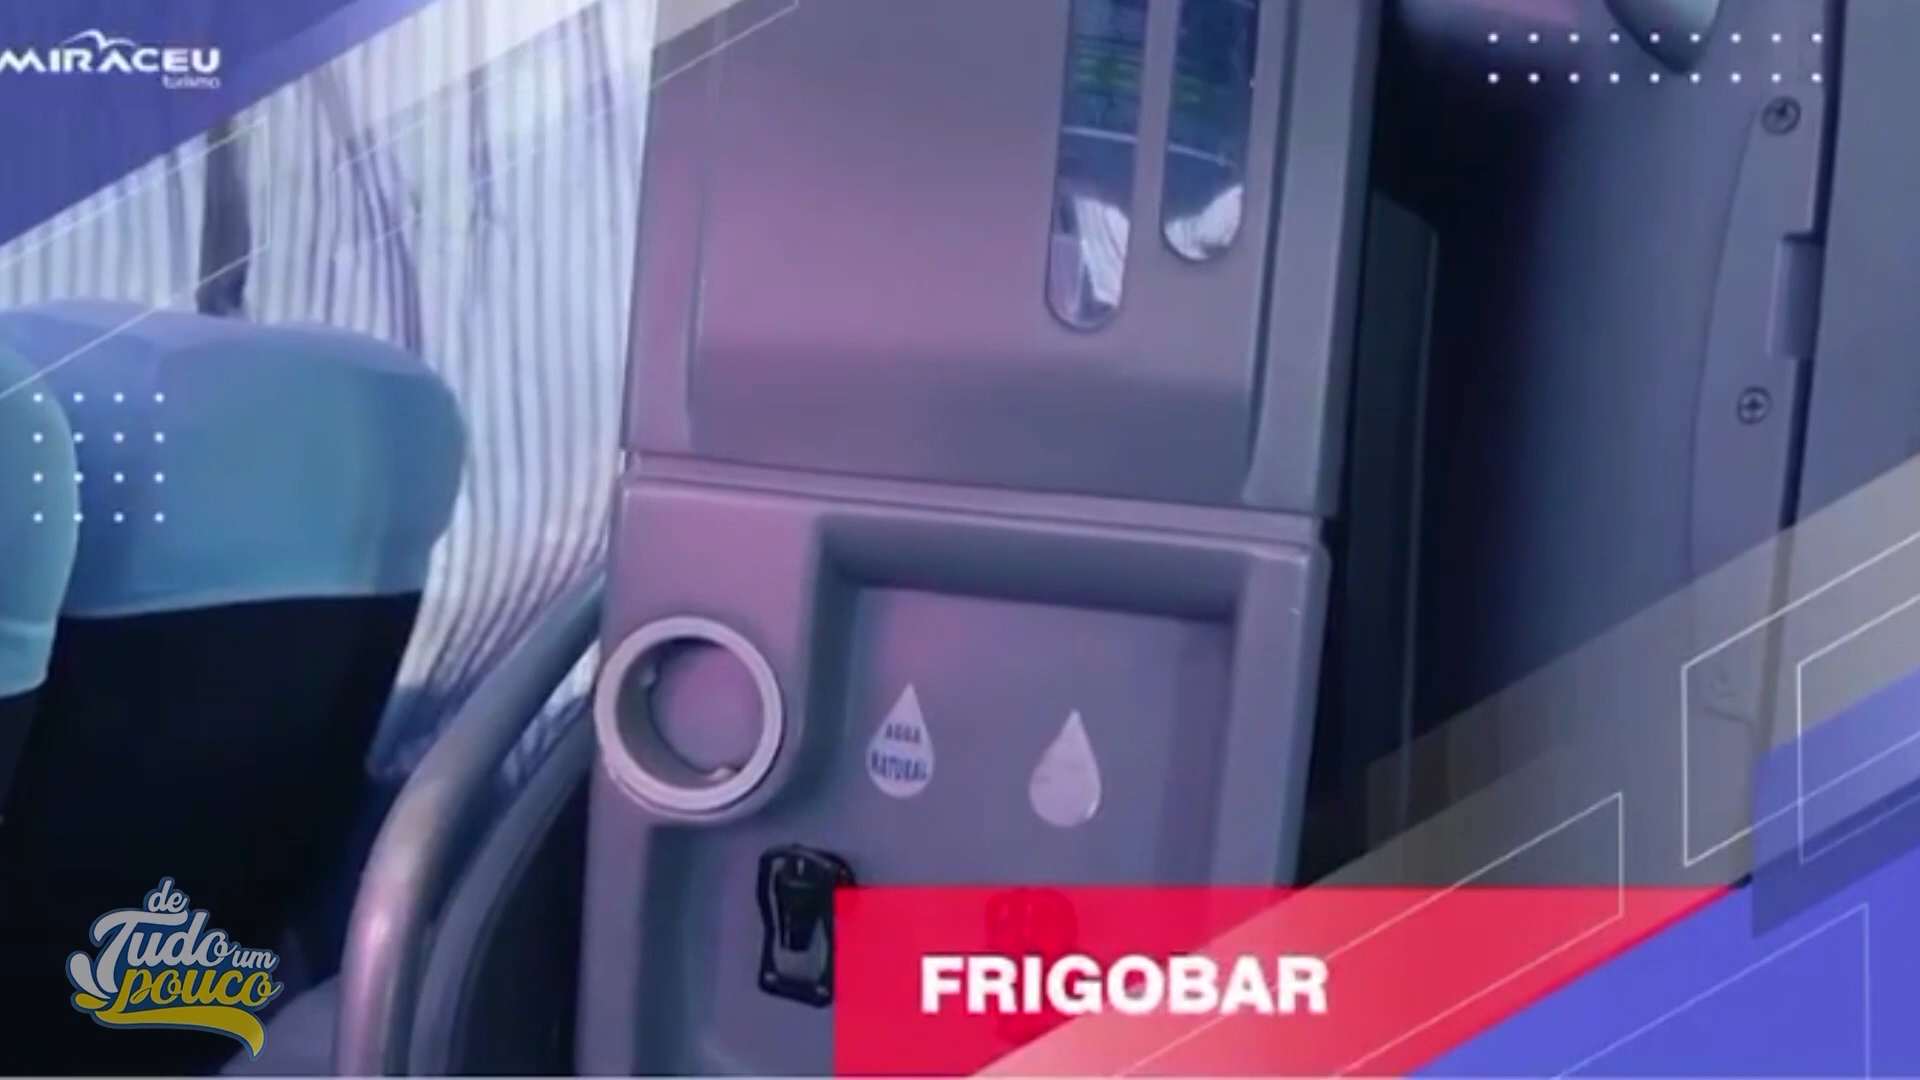 MIRACEU
turismo
AGUA
NATURAL
de
Tudo um
pouco
FRIGOBAR